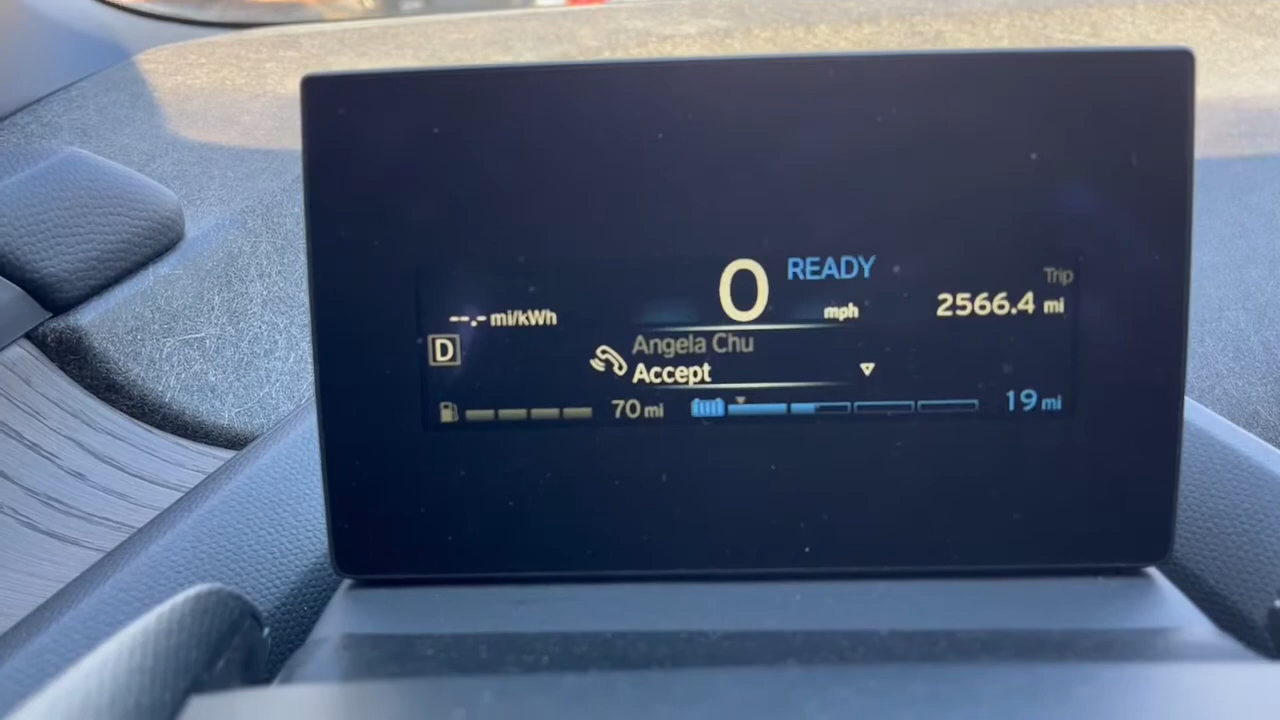 0 READY
mph
Trip
2566.4 mi
--.- mi/kWh
D
Angela Chu
Accept
70 mi
19 mi